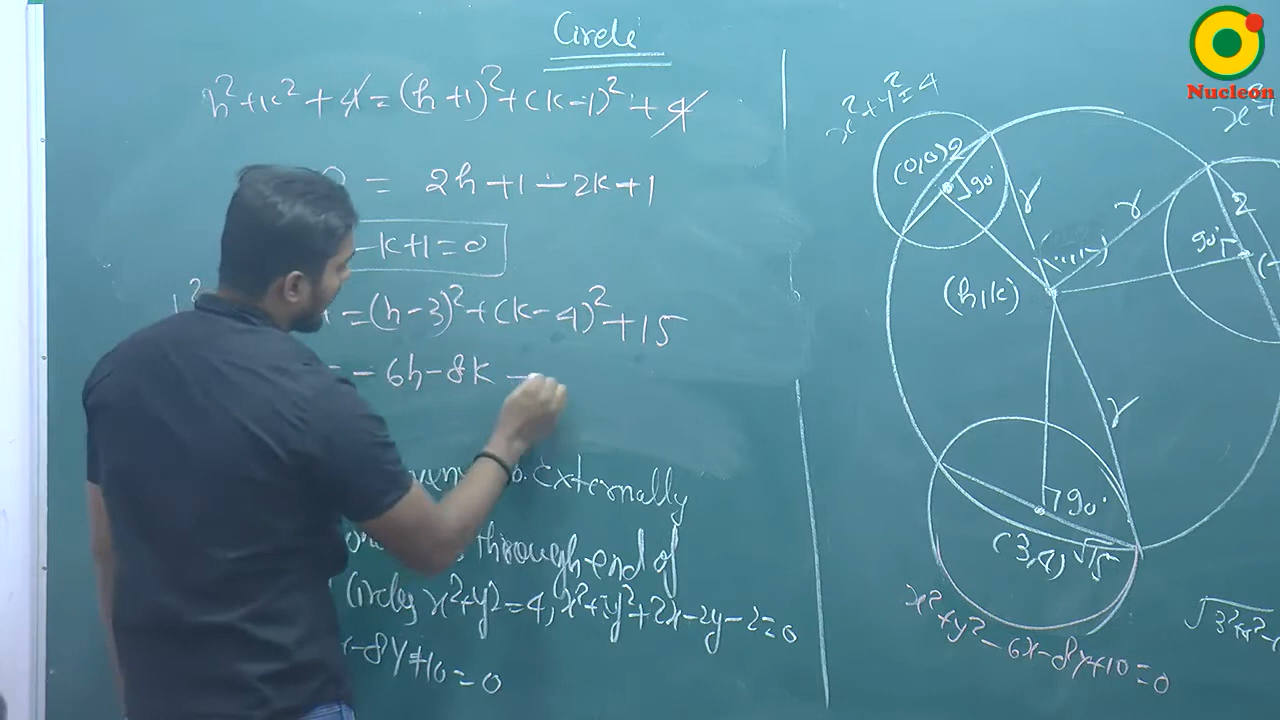 Circle
h²+k²+4=(h+1)²+(k-1)²+4
0 = 2h+1-2k+1
-k+1=0
=(h-3)²+(k-4)²+15
-6h-8k-
Externally
through end of
Circles x²+y²=4, x²+y²+2x-2y-2=0
-8y+10=0
x²+y²=4
(0,0) 2
90°
r
r
2
90°
(h,k)
r
90°
(3,4) √15
x²+y²-6x-8y+10=0
Nucleon